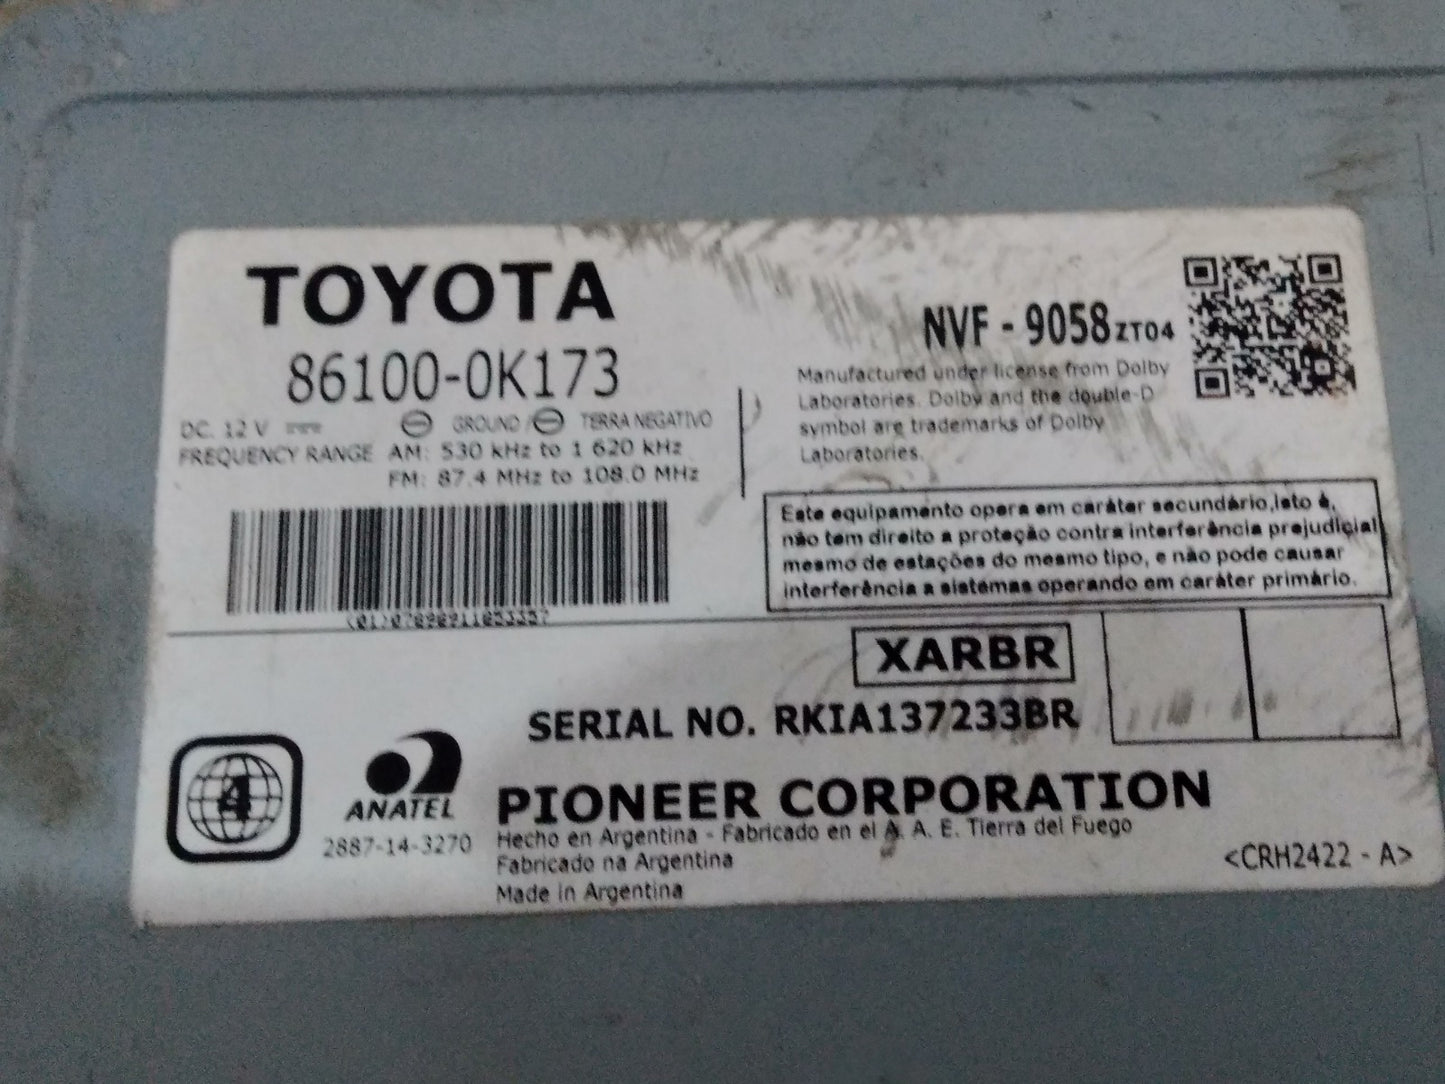 TOYOTA
86100-0K173
DC. 12 V GROUND / TERRA NEGATIVO
FREQUENCY RANGE AM: 530 kHz to 1 620 kHz
FM: 87.4 MHz to 108.0 MHz
NVF - 9058 ZT04
Manufactured under license from Dolby
Laboratories. Dolby and the double-D
symbol are trademarks of Dolby
Laboratories.
Este equipamento opera em caráter secundário,isto é,
não tem direito a proteção contra interferência prejudicial
mesmo de estações do mesmo tipo, e não pode causar
interferência a sistemas operando em caráter primário.
XARBR
SERIAL NO. RKIA137233BR
4
ANATEL
2887-14-3270
PIONEER CORPORATION
Hecho en Argentina - Fabricado en el A. A. E. Tierra del Fuego
Fabricado na Argentina
Made in Argentina
<CRH2422 - A>